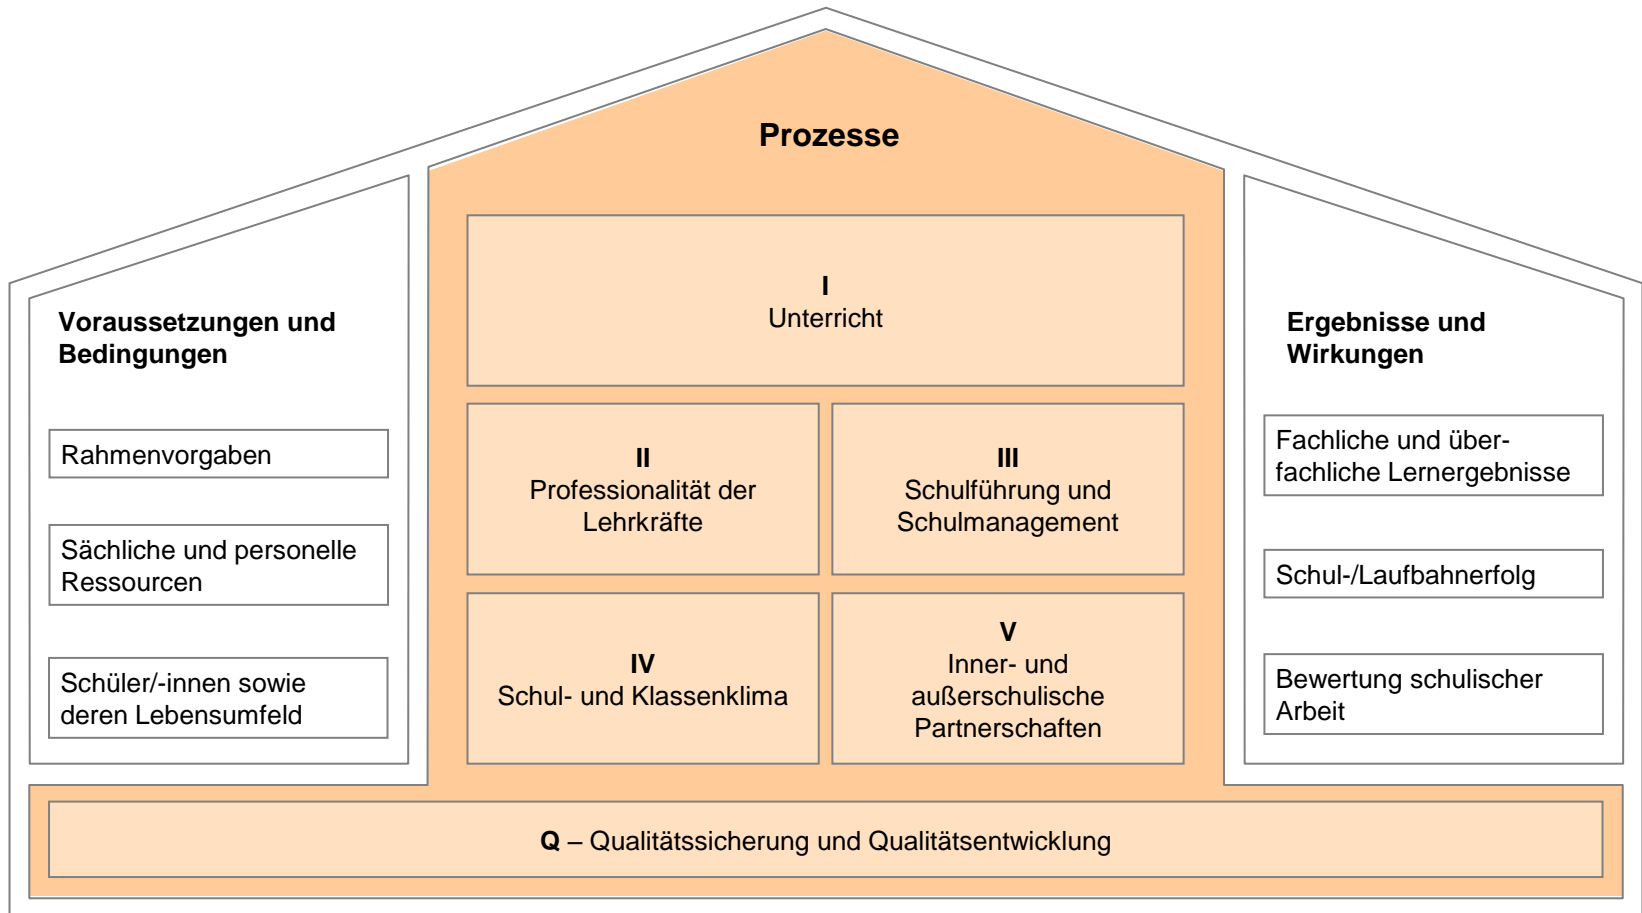 Prozesse
Voraussetzungen und
Bedingungen
Rahmenvorgaben
Sächliche und personelle
Ressourcen
Schüler/-innen sowie
deren Lebensumfeld
I
Unterricht
II
Professionalität der
Lehrkräfte
III
Schulführung und
Schulmanagement
IV
Schul- und Klassenklima
V
Inner- und
außerschulische
Partnerschaften
Ergebnisse und
Wirkungen
Fachliche und über-
fachliche Lernergebnisse
Schul-/Laufbahnerfolg
Bewertung schulischer
Arbeit
Q – Qualitätssicherung und Qualitätsentwicklung